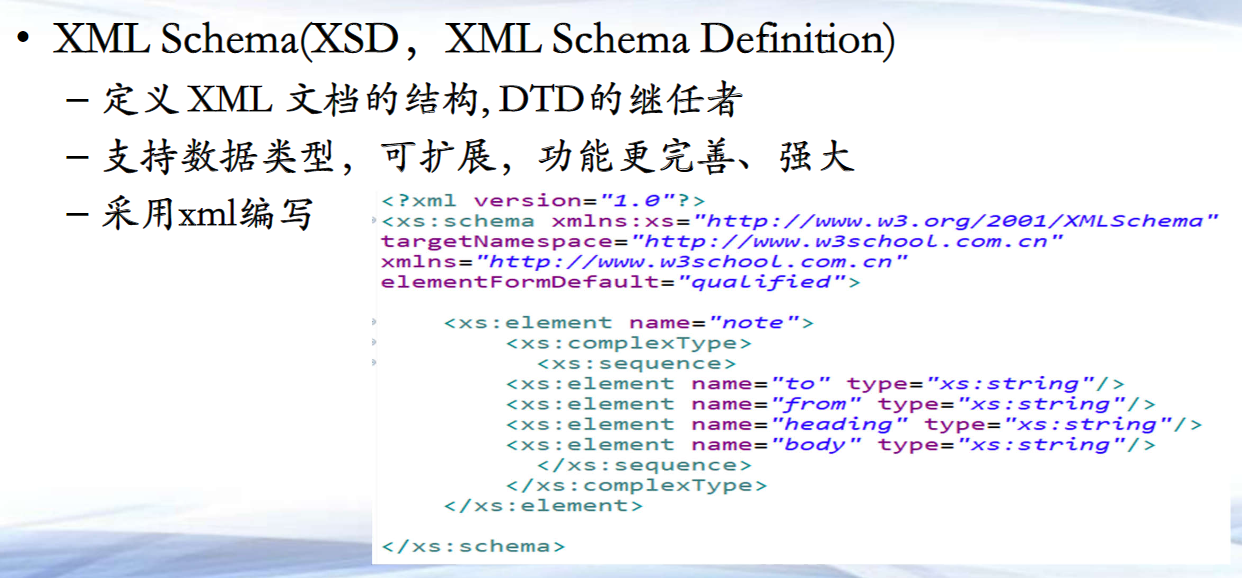 • XML Schema(XSD，XML Schema Definition)
– 定义 XML 文档的结构, DTD的继任者
– 支持数据类型，可扩展，功能更完善、强大
– 采用xml编写
<?xml version="1.0"?>
<xs:schema xmlns:xs="http://www.w3.org/2001/XMLSchema"
targetNamespace="http://www.w3school.com.cn"
xmlns="http://www.w3school.com.cn"
elementFormDefault="qualified">
<xs:element name="note">
<xs:complexType>
<xs:sequence>
<xs:element name="to" type="xs:string"/>
<xs:element name="from" type="xs:string"/>
<xs:element name="heading" type="xs:string"/>
<xs:element name="body" type="xs:string"/>
</xs:sequence>
</xs:complexType>
</xs:element>
</xs:schema>